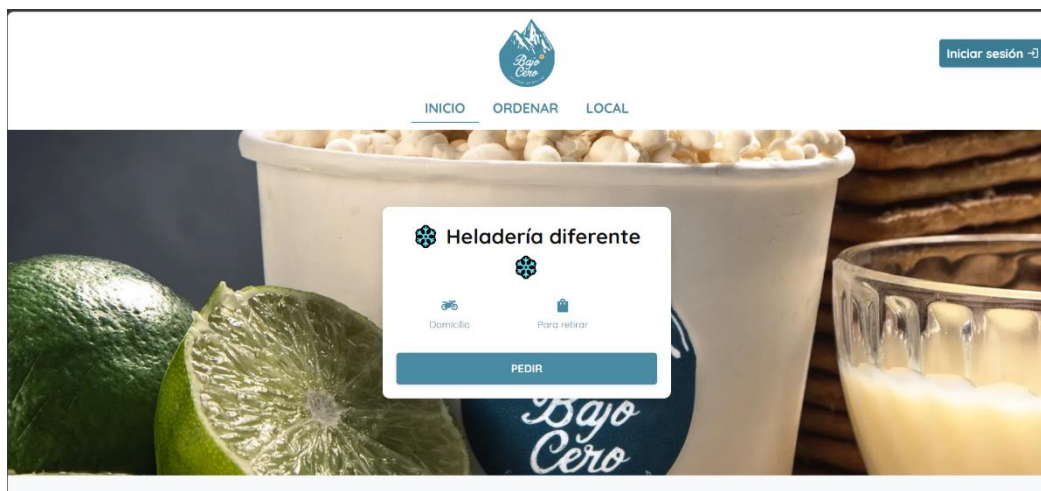 Bajo
Cero
Iniciar sesión
INICIO ORDENAR LOCAL
❄ Heladería diferente
❄
Domicilio Para retirar
PEDIR
Bajo
Cero